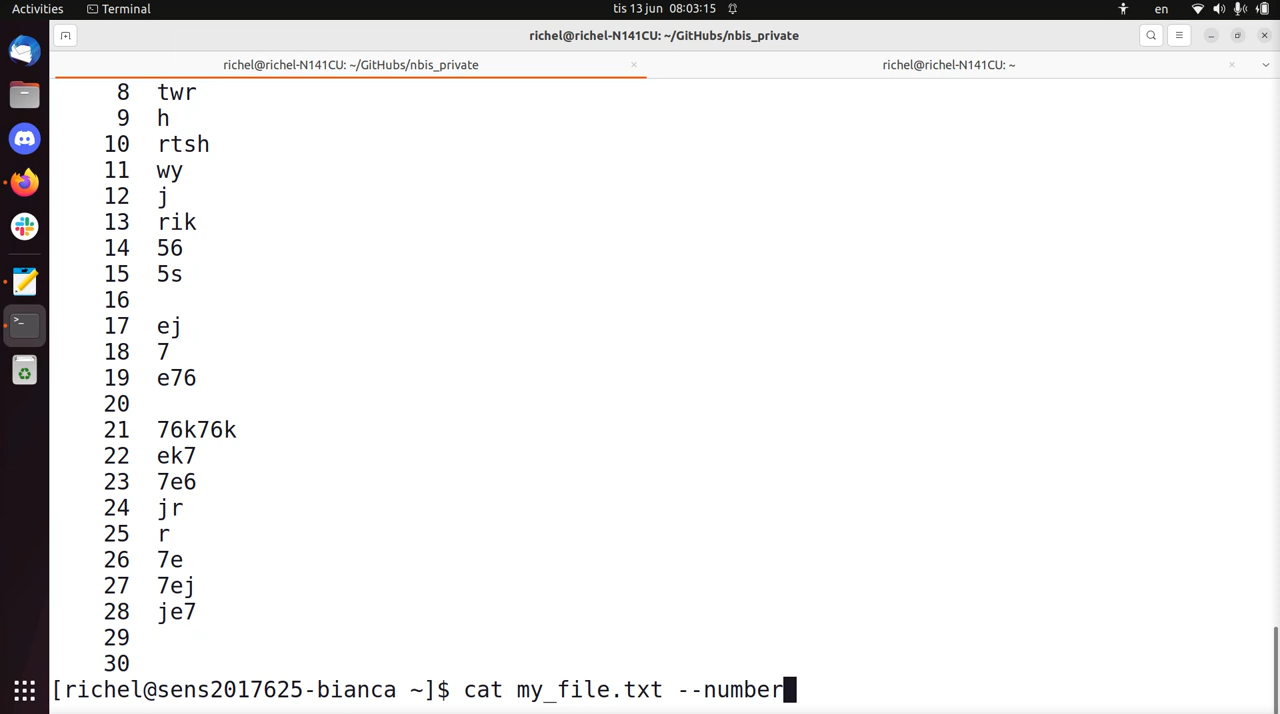 Activities Terminal tis 13 jun 08:03:15 en
richel@richel-N141CU: ~/GitHubs/nbis_private
richel@richel-N141CU: ~/GitHubs/nbis_private richel@richel-N141CU: ~
8 twr
9 h
10 rtsh
11 wy
12 j
13 rik
14 56
15 5s
16
17 ej
18 7
19 e76
20
21 76k76k
22 ek7
23 7e6
24 jr
25 r
26 7e
27 7ej
28 je7
29
30
[richel@sens2017625-bianca ~]$ cat my_file.txt --number